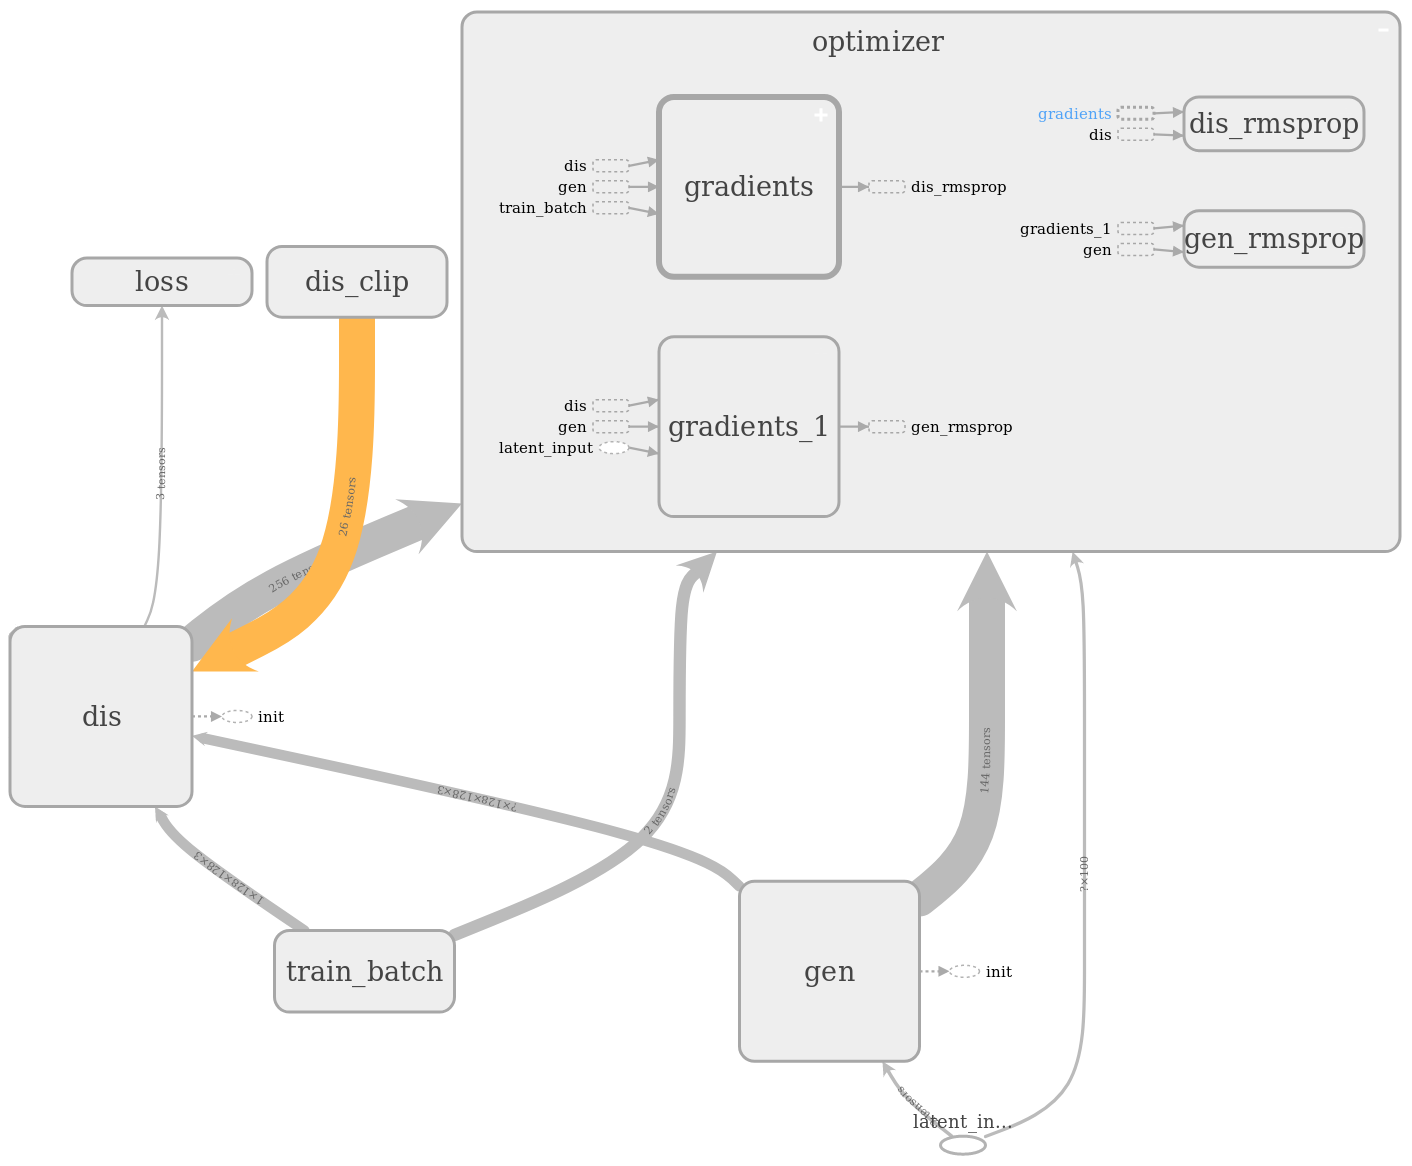 optimizer
gradients
dis
gen
train_batch
dis_rmsprop
gradients
dis
dis_rmsprop
gradients_1
gen
gen_rmsprop
dis
gen
latent_input
gradients_1
gen_rmsprop
loss
dis_clip
3 tensors
26 tensors
256 tens
dis
init
?×128×128×3
2 tensors
144 tensors
1×128×128×3
?×100
train_batch
gen
init
latent_in...